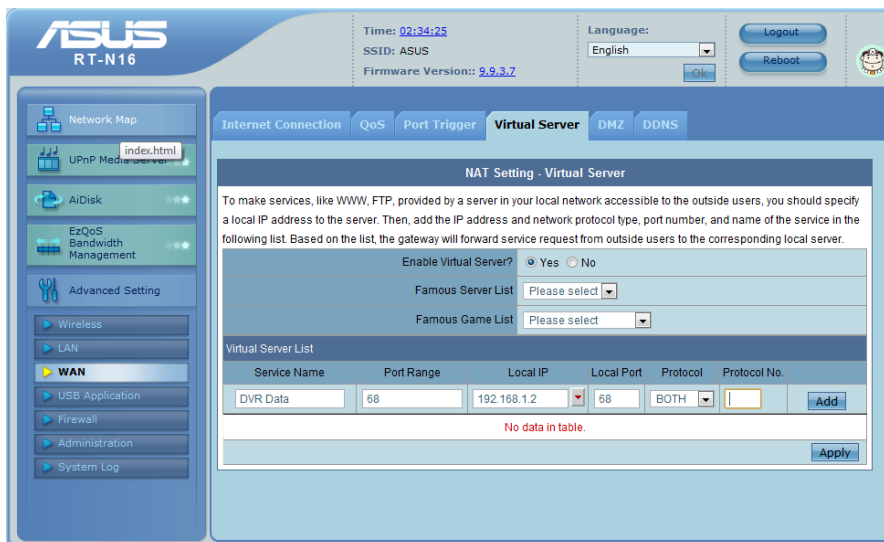 ASUS
RT-N16
Time: 02:34:25
SSID: ASUS
Firmware Version:: 9.9.3.7
Language:
English
Ok
Logout
Reboot
Network Map
index.html
UPnP Media Server
AiDisk
EzQoS
Bandwidth
Management
Advanced Setting
Wireless
LAN
WAN
USB Application
Firewall
Administration
System Log
Internet Connection QoS Port Trigger Virtual Server DMZ DDNS
NAT Setting - Virtual Server
To make services, like WWW, FTP, provided by a server in your local network accessible to the outside users, you should specify
a local IP address to the server. Then, add the IP address and network protocol type, port number, and name of the service in the
following list. Based on the list, the gateway will forward service request from outside users to the corresponding local server.
Enable Virtual Server? Yes No
Famous Server List Please select
Famous Game List Please select
Virtual Server List
Service Name Port Range Local IP Local Port Protocol Protocol No.
DVR Data 68 192.168.1.2 68 BOTH Add
No data in table.
Apply